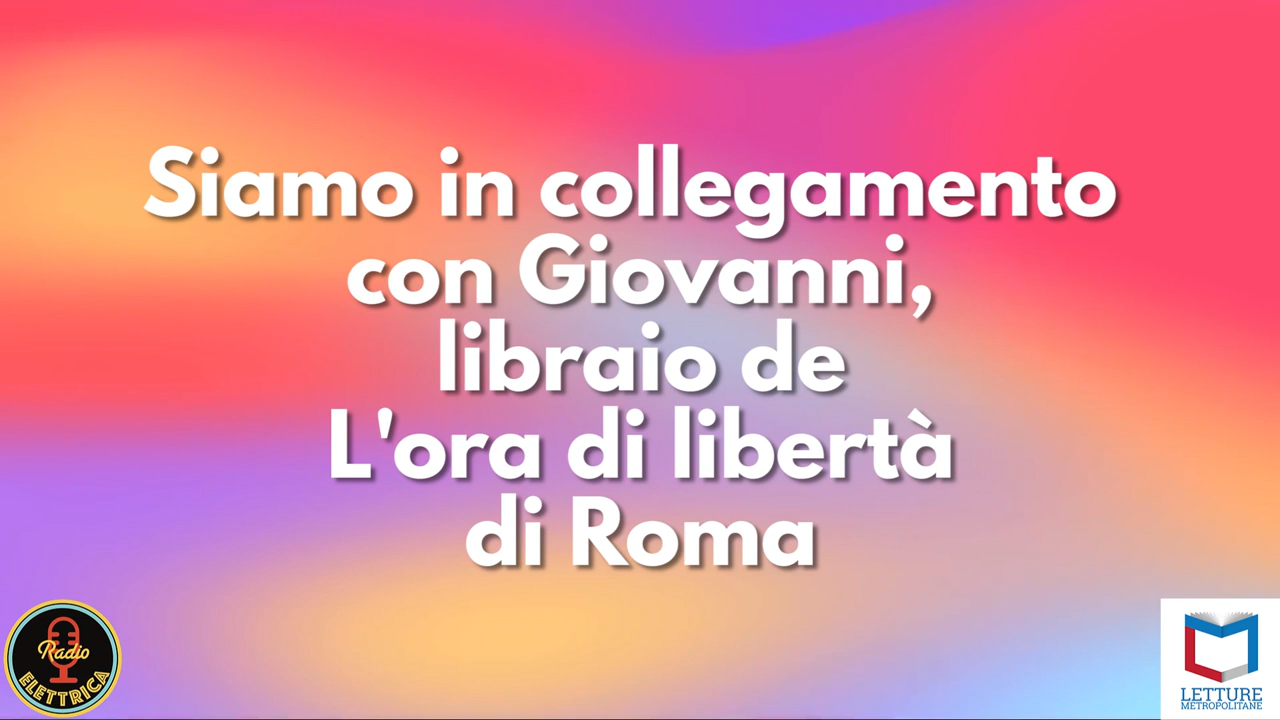 Siamo in collegamento
con Giovanni,
libraio de
L'ora di libertà
di Roma
Radio
ELETTRICA
LETTURE
METROPOLITANE